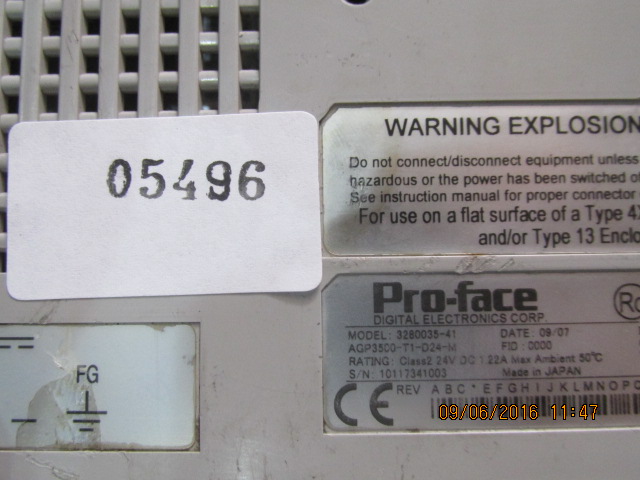 05496
WARNING EXPLOSION
Do not connect/disconnect equipment unless
hazardous or the power has been switched
See instruction manual for proper connector
For use on a flat surface of a Type 4X
and/or Type 13
Pro-face
DIGITAL ELECTRONICS CORP.
MODEL: 3280035-41 DATE: 09/07
AGP3500-T1-D24-M FID: 0000
RATING: Class2 24V DC 1.22A Max Ambient 50°C
S/N: 10117341003 Made in JAPAN
CE REV A B C * E F G H I J K L M N O P
FG
09/06/2016 11:47